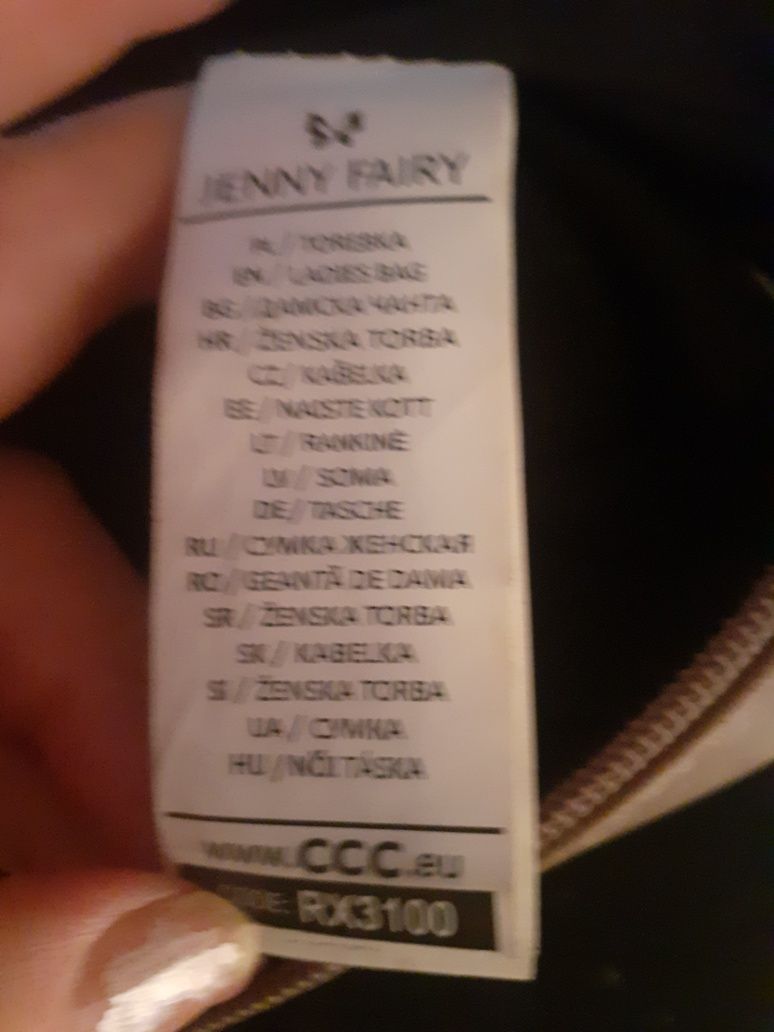 JENNY FAIRY
PL / TOREBKA
EN / LADIES BAG
BG / ДАМСКА ЧАНТА
HR / ŽENSKA TORBA
CZ / KABELKA
EE / NAISTE KOTT
LT / RANKINĖ
LV / SOMA
DE / TASCHE
RU / СУМКА ЖЕНСКАЯ
RO / GEANTĂ DE DAMA
SR / ŽENSKA TORBA
SK / KABELKA
SI / ŽENSKA TORBA
UA / СУМКА
HU / NŐI TÁSKA
www.CCC.eu
CODE: RX3100